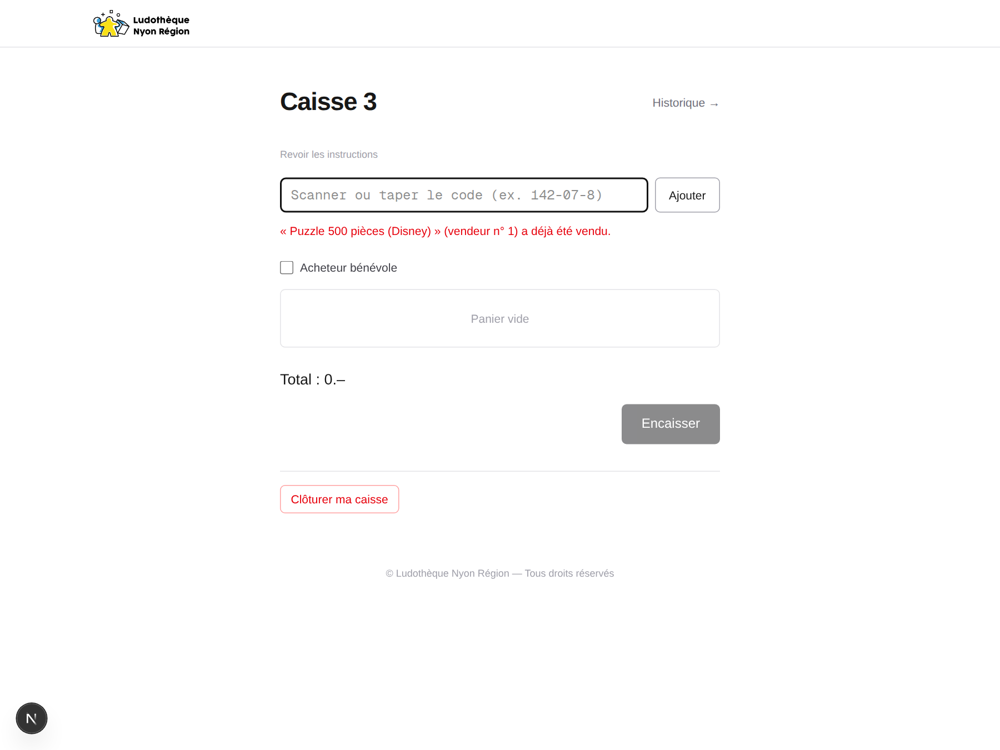 Ludothèque
Nyon Région
Caisse 3
Historique →
Revoir les instructions
Scanner ou taper le code (ex. 142-07-8)
Ajouter
« Puzzle 500 pièces (Disney) » (vendeur n° 1) a déjà été vendu.
Acheteur bénévole
Panier vide
Total : 0.–
Encaisser
Clôturer ma caisse
© Ludothèque Nyon Région — Tous droits réservés
N